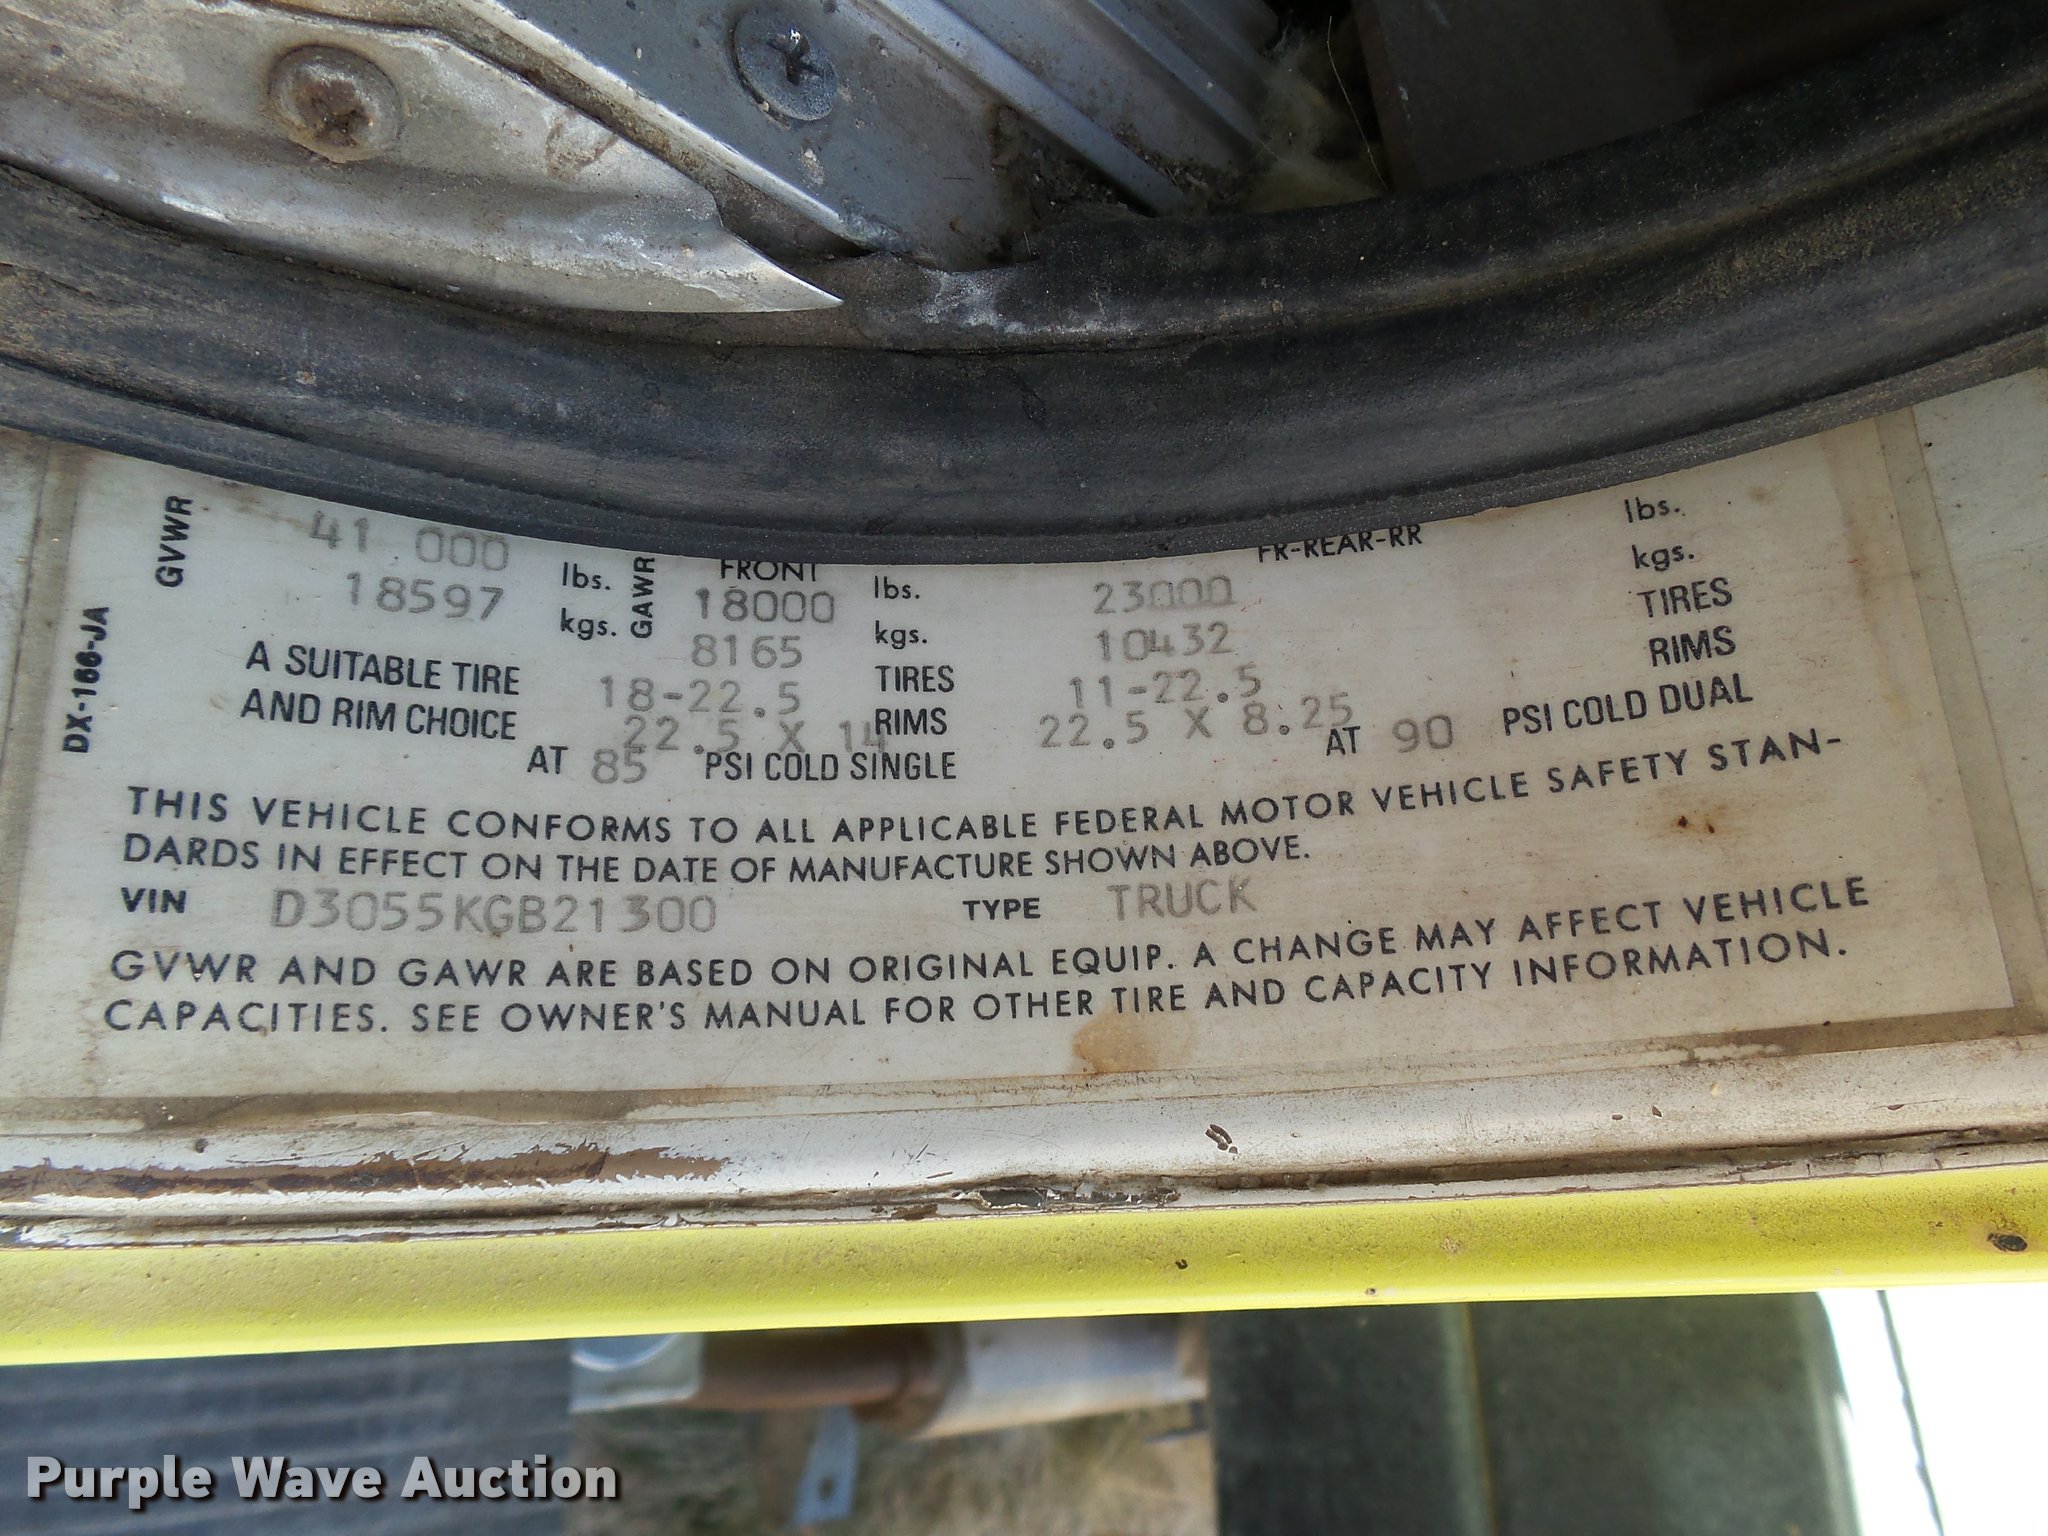 GVWR 41 000 lbs. GAWR FRONT lbs. FR-REAR-RR lbs.
18597 kgs. 18000 kgs. 23000 kgs.
8165 10432
DX-166-JA
A SUITABLE TIRE 18-22.5 TIRES 11-22.5 TIRES
AND RIM CHOICE 22.5 X 14 RIMS 22.5 X 8.25 RIMS
AT 85 PSI COLD SINGLE AT 90 PSI COLD DUAL
THIS VEHICLE CONFORMS TO ALL APPLICABLE FEDERAL MOTOR VEHICLE SAFETY STAN-
DARDS IN EFFECT ON THE DATE OF MANUFACTURE SHOWN ABOVE.
VIN D3055KGB21300 TYPE TRUCK
GVWR AND GAWR ARE BASED ON ORIGINAL EQUIP. A CHANGE MAY AFFECT VEHICLE
CAPACITIES. SEE OWNER'S MANUAL FOR OTHER TIRE AND CAPACITY INFORMATION.
Purple Wave Auction